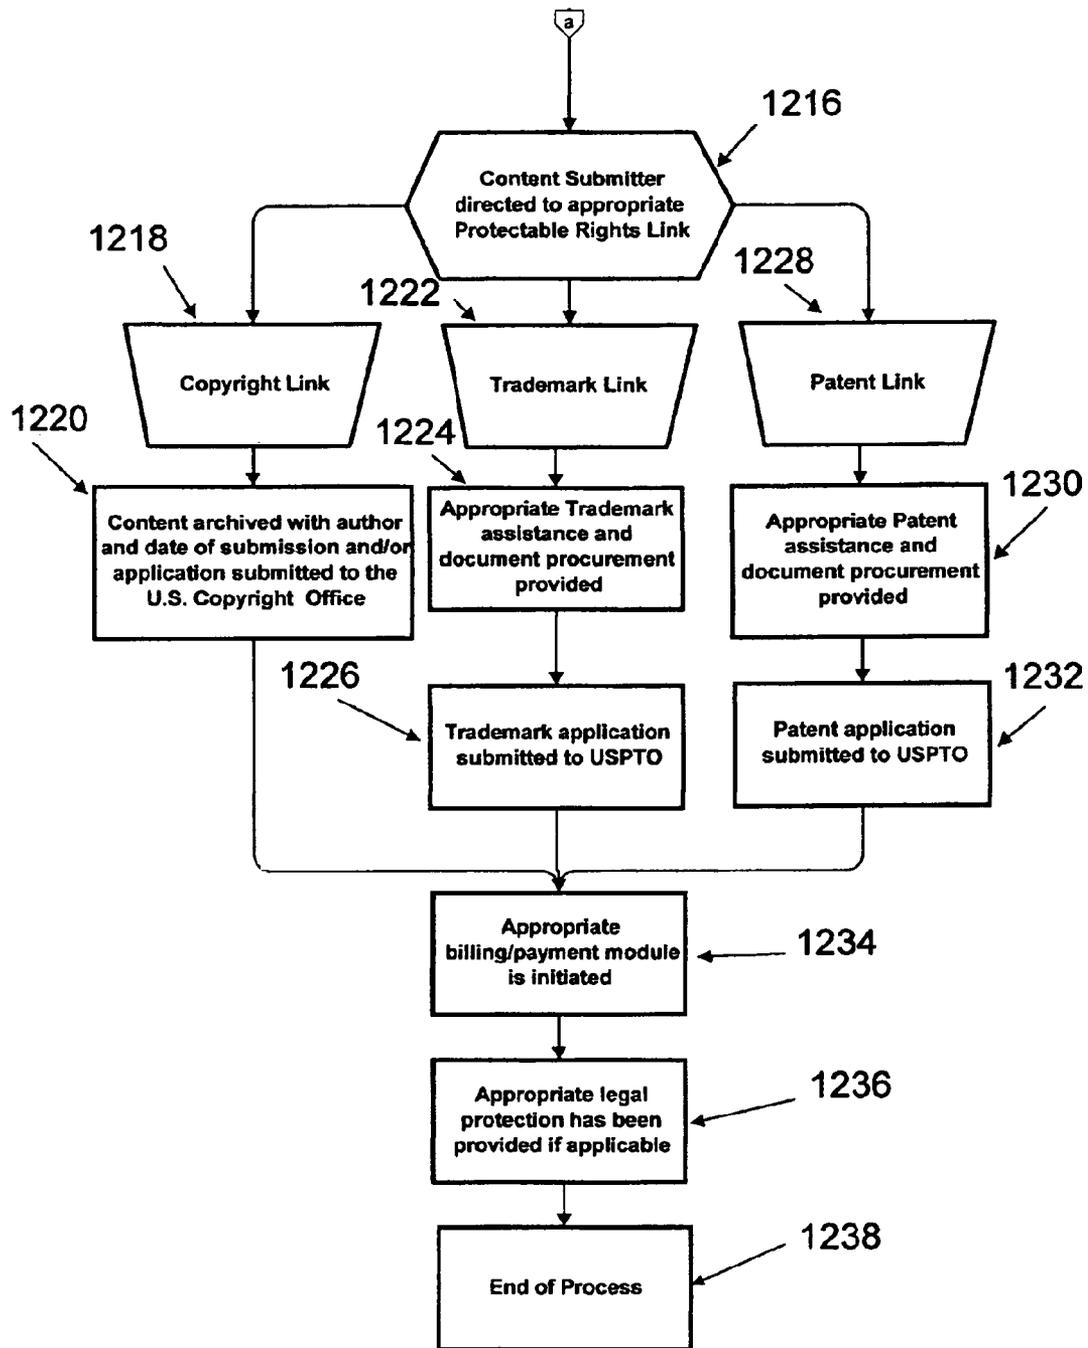 a
1216
Content Submitter
directed to appropriate
Protectable Rights Link
1218
1222
1228
Copyright Link
Trademark Link
Patent Link
1220
1224
1230
Content archived with author
and date of submission and/or
application submitted to the
U.S. Copyright Office
Appropriate Trademark
assistance and
document procurement
provided
Appropriate Patent
assistance and
document procurement
provided
1226
1232
Trademark application
submitted to USPTO
Patent application
submitted to USPTO
Appropriate
billing/payment module
is initiated
1234
Appropriate legal
protection has been
provided if applicable
1236
End of Process
1238